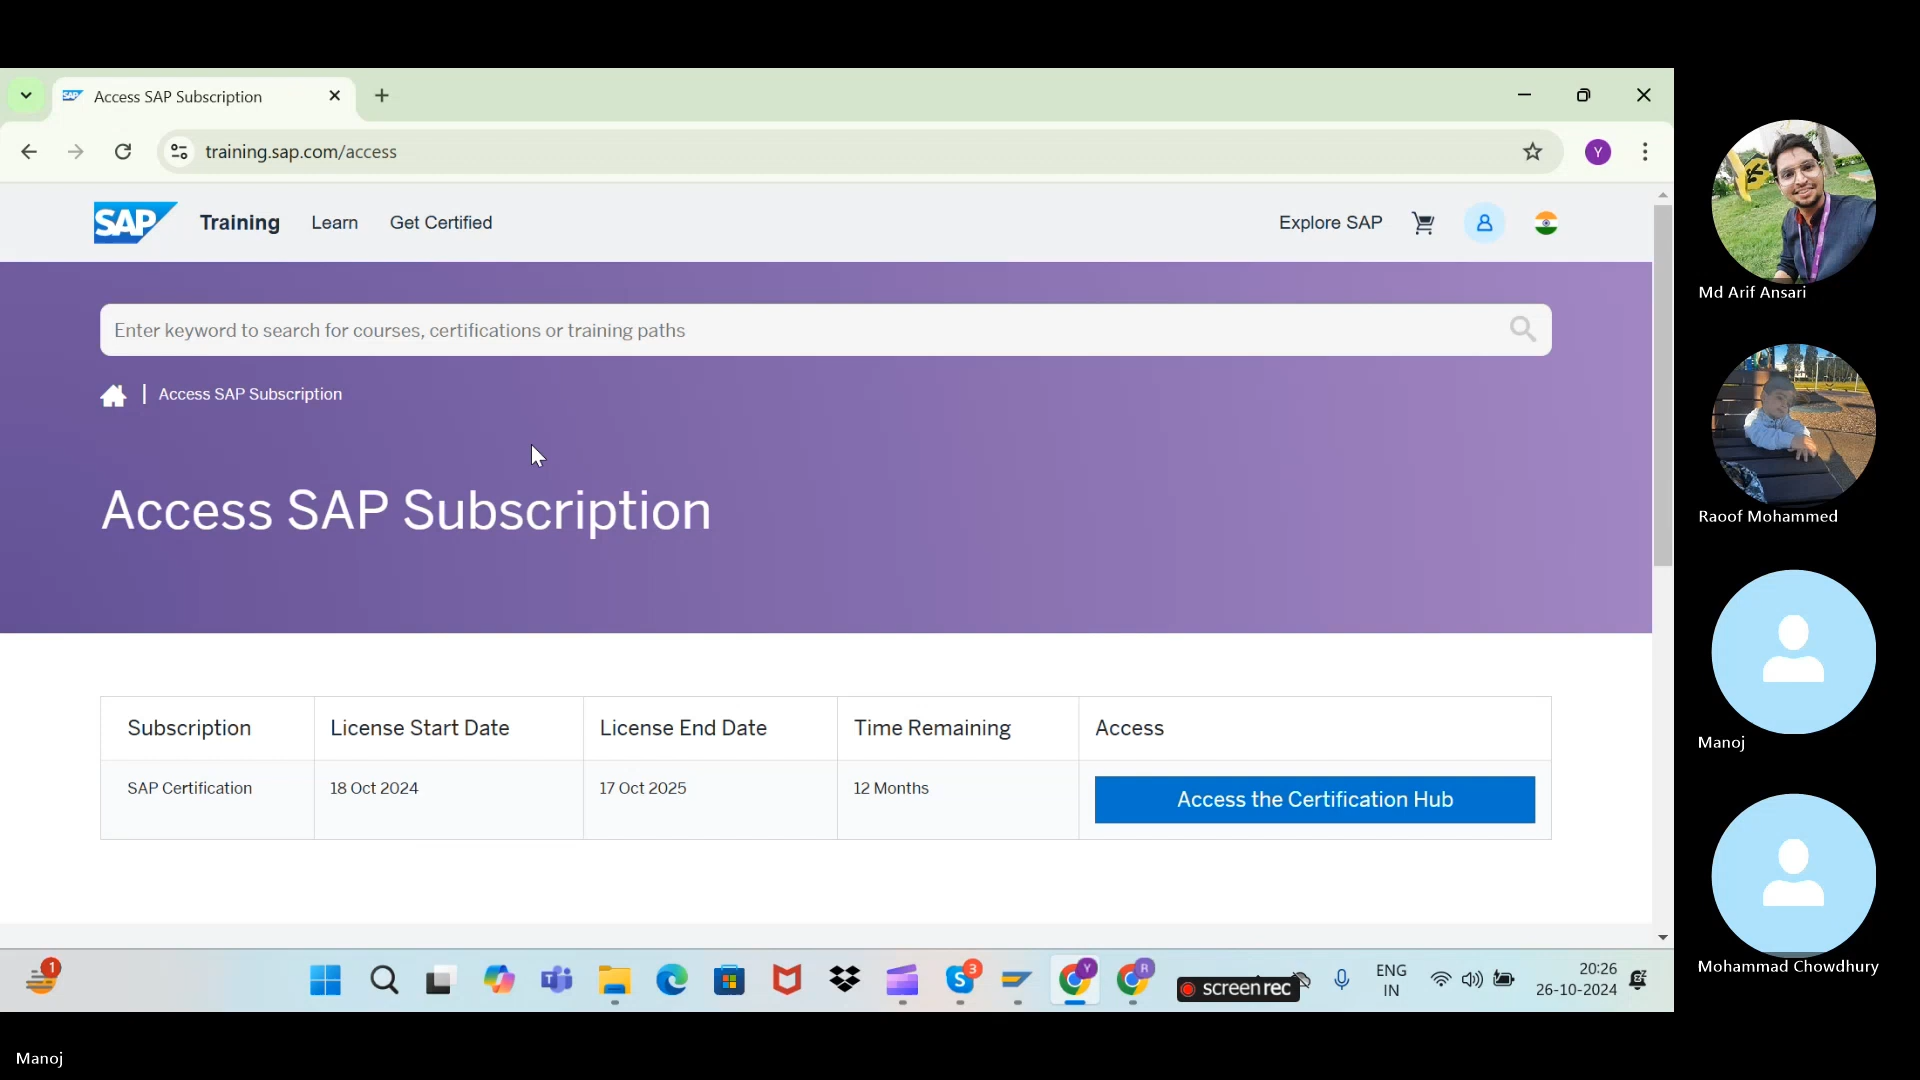 Access SAP Subscription
training.sap.com/access
Y
SAP Training Learn Get Certified
Explore SAP
Enter keyword to search for courses, certifications or training paths
Access SAP Subscription
Access SAP Subscription
Subscription License Start Date License End Date Time Remaining Access
SAP Certification 18 Oct 2024 17 Oct 2025 12 Months Access the Certification Hub
1
3
Y
R
screenrec
ENG
IN
20:26
26-10-2024
Md Arif Ansari
Raoof Mohammed
Manoj
Mohammad Chowdhury
Manoj